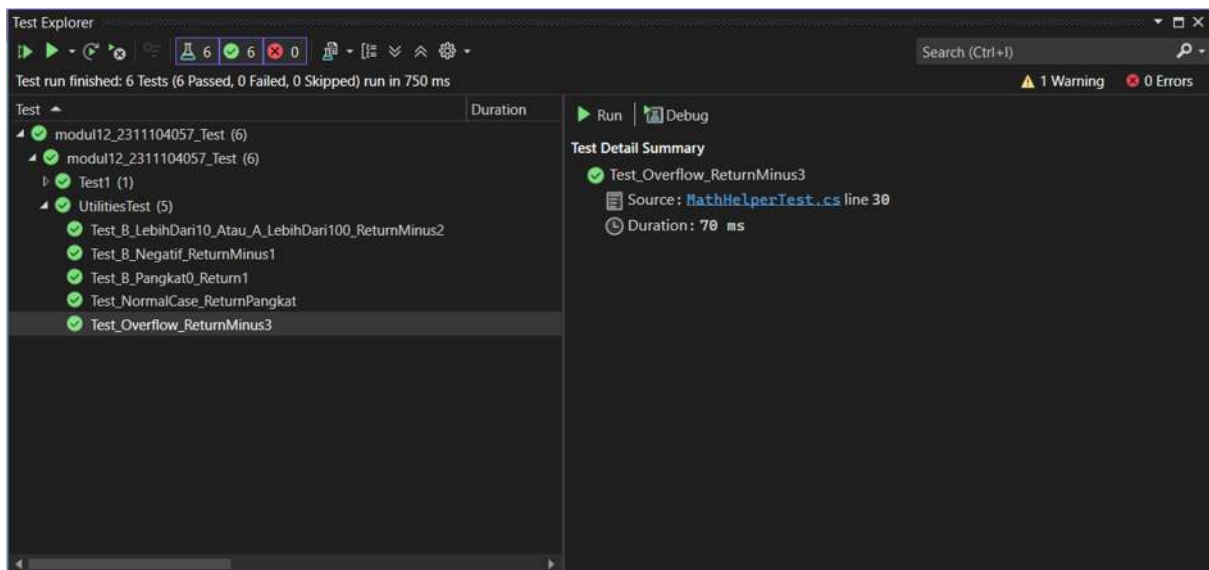 Test Explorer
6 6 0
Search (Ctrl+I)
Test run finished: 6 Tests (6 Passed, 0 Failed, 0 Skipped) run in 750 ms
1 Warning 0 Errors
Test Duration
modul12_2311104057_Test (6)
modul12_2311104057_Test (6)
Test1 (1)
UtilitiesTest (5)
Test_B_LebihDari10_Atau_A_LebihDari100_ReturnMinus2
Test_B_Negatif_ReturnMinus1
Test_B_Pangkat0_Return1
Test_NormalCase_ReturnPangkat
Test_Overflow_ReturnMinus3
Run Debug
Test Detail Summary
Test_Overflow_ReturnMinus3
Source: MathHelperTest.cs line 30
Duration: 70 ms